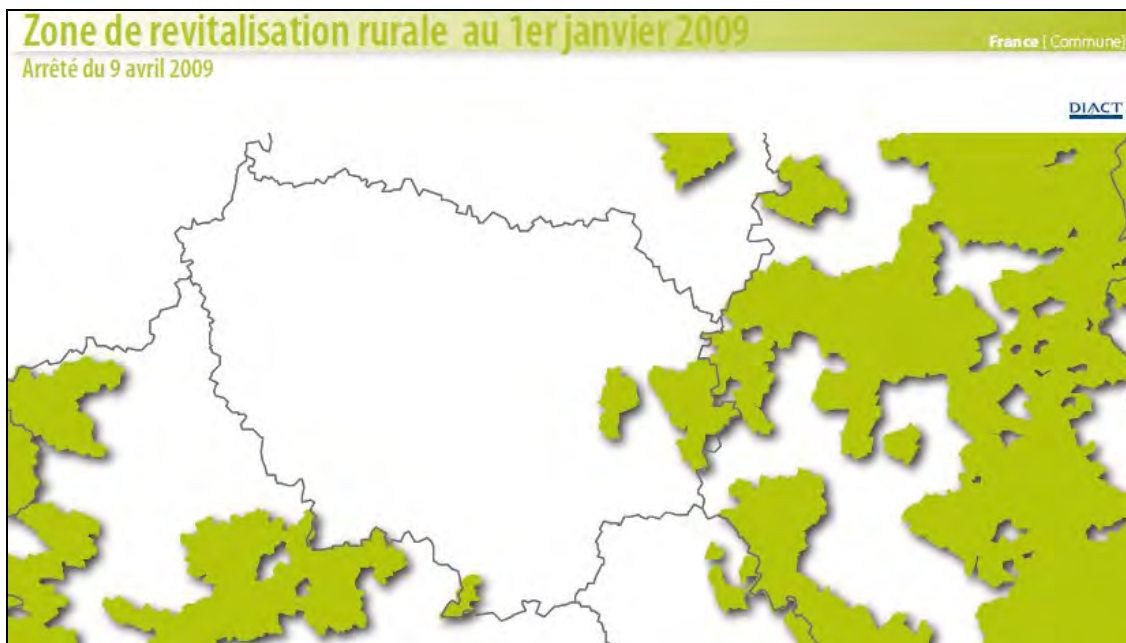 Zone de revitalisation rurale au 1er janvier 2009
France [ Commune]
Arrêté du 9 avril 2009
DIACT